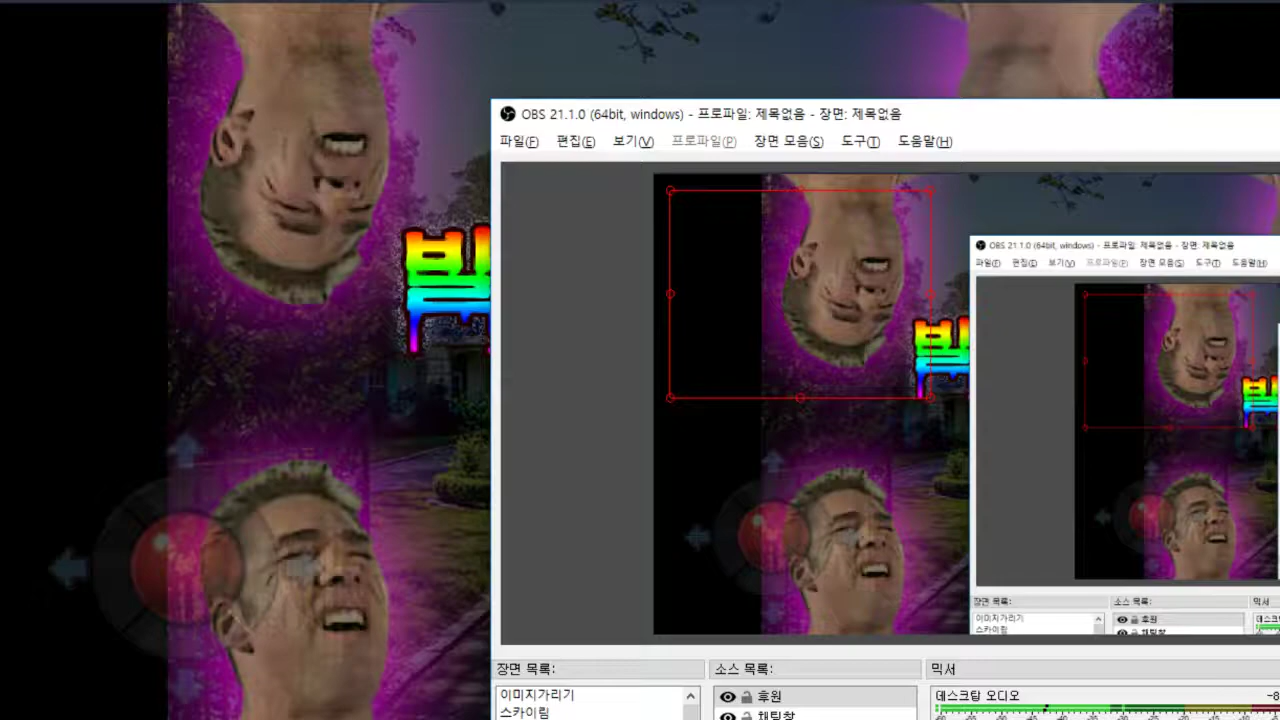 OBS 21.1.0 (64bit, windows) - 프로파일: 제목없음 - 장면: 제목없음
파일(F) 편집(E) 보기(V) 프로파일(P) 장면 모음(S) 도구(T) 도움말(H)
OBS 21.1.0 (64bit, windows) - 프로파일: 제목없음 - 장면: 제목없음
파일(F) 편집(E) 보기(V) 프로파일(P) 장면 모음(S) 도구(T) 도움말(H)
장면 목록: 소스 목록: 믹서
이미지가리기 후원 데스크탑
스카이림 채팅창
장면 목록: 소스 목록: 믹서
이미지가리기 후원 데스크탑 오디오 -8
스카이림 채팅창